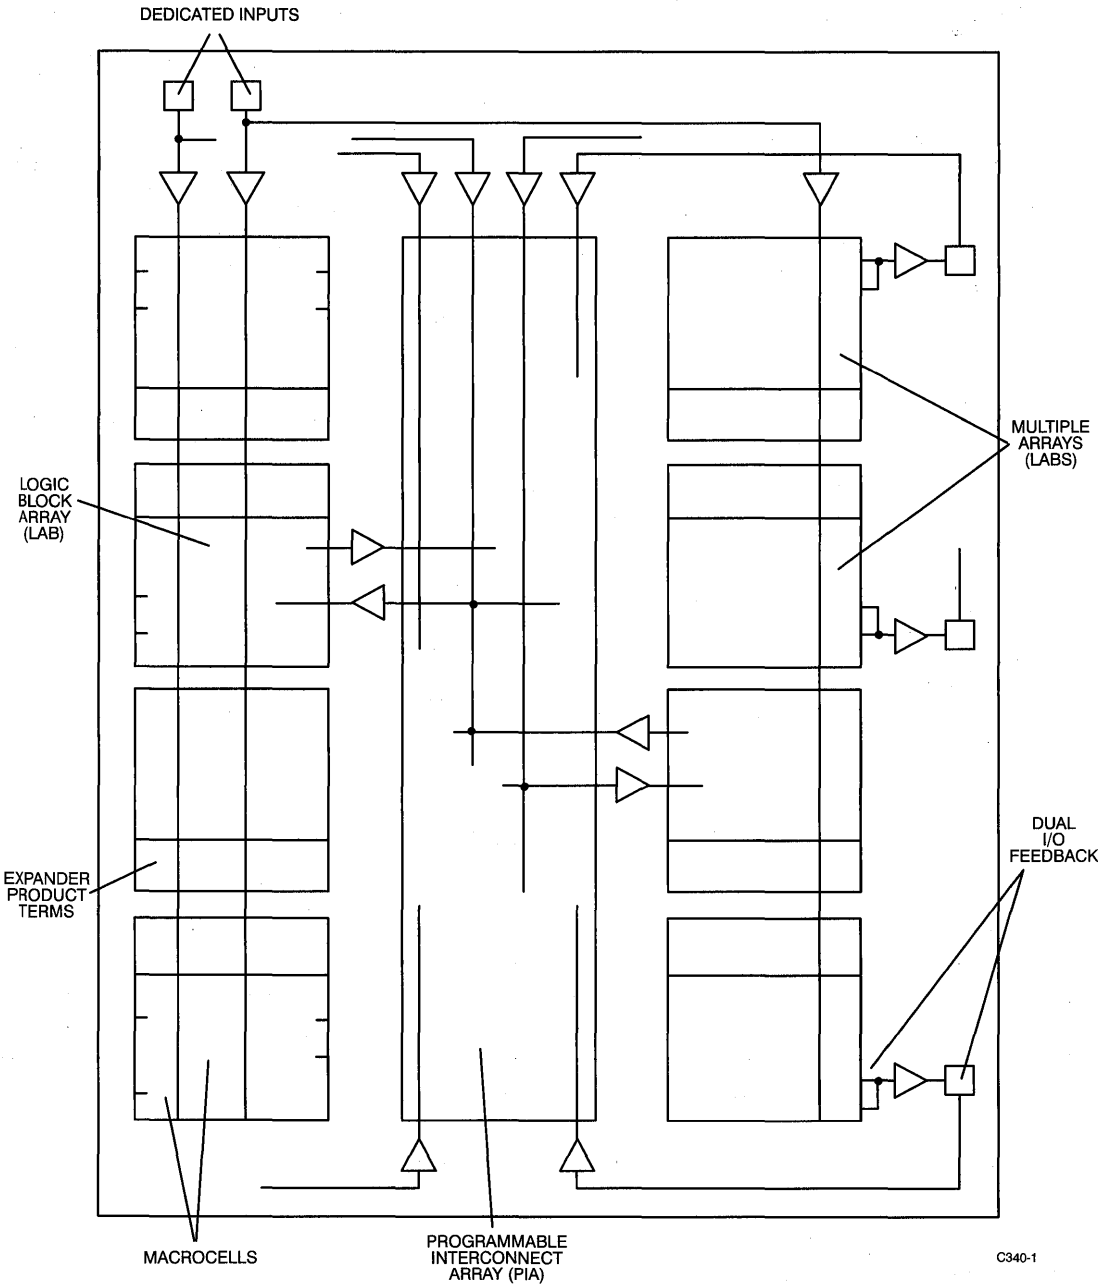 DEDICATED INPUTS
MULTIPLE
ARRAYS
(LABS)
LOGIC
BLOCK
ARRAY
(LAB)
DUAL
I/O
FEEDBACK
EXPANDER
PRODUCT
TERMS
MACROCELLS
PROGRAMMABLE
INTERCONNECT
ARRAY (PIA)
C340-1